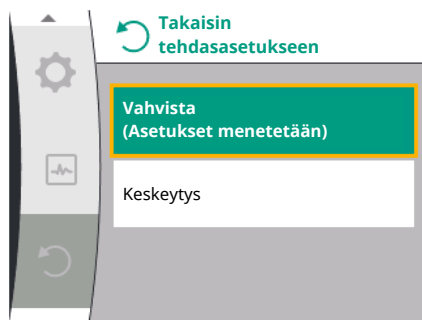 Takaisin
tehdasasetukseen
Vahvista
(Asetukset menetetään)
Keskeytys